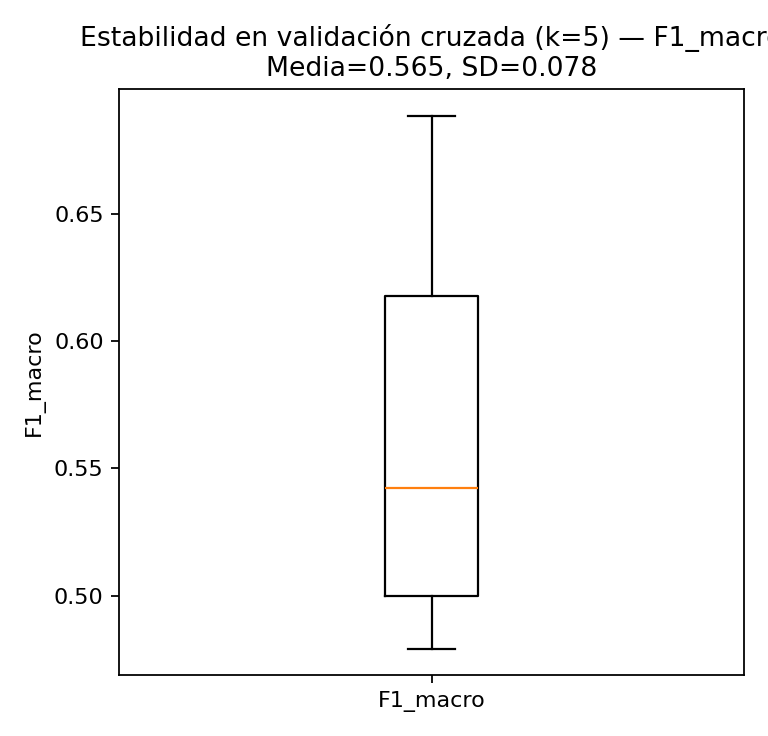 Estabilidad en validación cruzada (k=5) — F1_macr
Media=0.565, SD=0.078
0.65
0.60
0.55
0.50
F1_macro
F1_macro